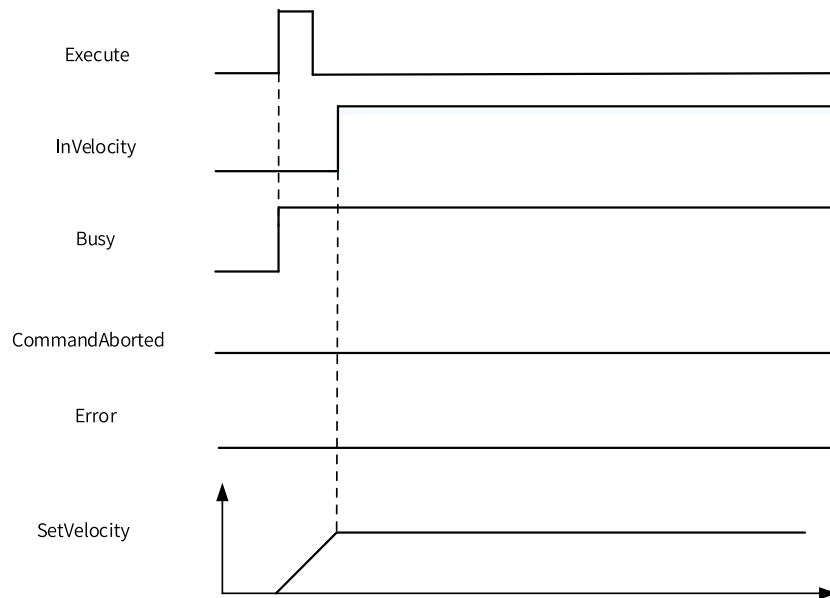 Execute
InVelocity
Busy
CommandAborted
Error
SetVelocity